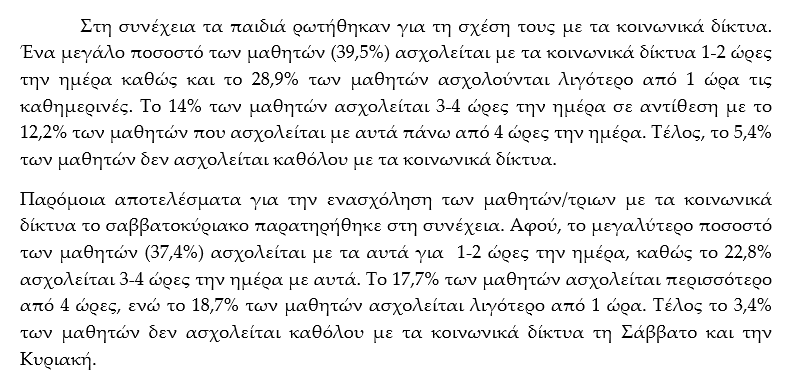 Στη συνέχεια τα παιδιά ρωτήθηκαν για τη σχέση τους με τα κοινωνικά δίκτυα.
Ένα μεγάλο ποσοστό των μαθητών (39,5%) ασχολείται με τα κοινωνικά δίκτυα 1-2 ώρες
την ημέρα καθώς και το 28,9% των μαθητών ασχολούνται λιγότερο από 1 ώρα τις
καθημερινές. Το 14% των μαθητών ασχολείται 3-4 ώρες την ημέρα σε αντίθεση με το
12,2% των μαθητών που ασχολείται με αυτά πάνω από 4 ώρες την ημέρα. Τέλος, το 5,4%
των μαθητών δεν ασχολείται καθόλου με τα κοινωνικά δίκτυα.
Παρόμοια αποτελέσματα για την ενασχόληση των μαθητών/τριων με τα κοινωνικά
δίκτυα το σαββατοκύριακο παρατηρήθηκε στη συνέχεια. Αφού, το μεγαλύτερο ποσοστό
των μαθητών (37,4%) ασχολείται με τα αυτά για 1-2 ώρες την ημέρα, καθώς το 22,8%
ασχολείται 3-4 ώρες την ημέρα με αυτά. Το 17,7% των μαθητών ασχολείται περισσότερο
από 4 ώρες, ενώ το 18,7% των μαθητών ασχολείται λιγότερο από 1 ώρα. Τέλος το 3,4%
των μαθητών δεν ασχολείται καθόλου με τα κοινωνικά δίκτυα τη Σάββατο και την
Κυριακή.